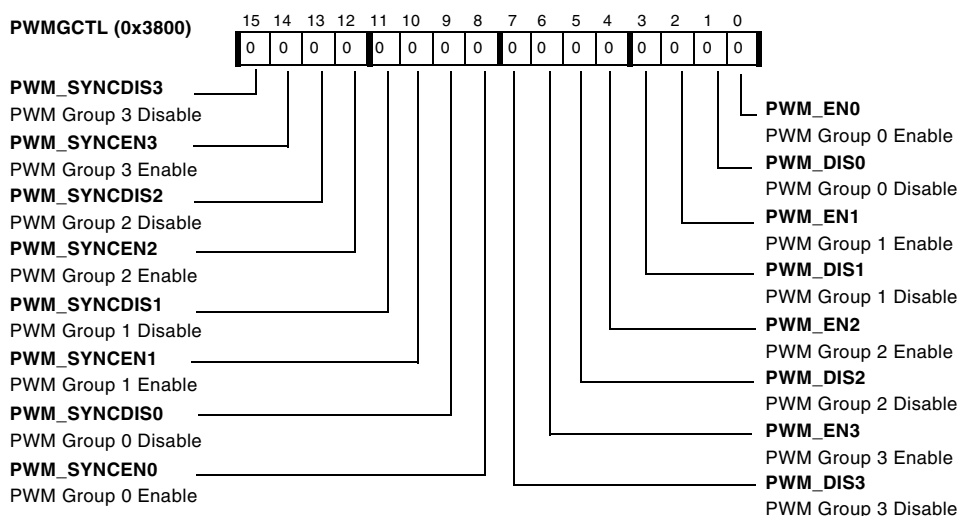 PWMGCTL (0x3800)
15 14 13 12 11 10 9 8 7 6 5 4 3 2 1 0
0 0 0 0 0 0 0 0 0 0 0 0 0 0 0 0
PWM_SYNCDIS3
PWM Group 3 Disable
PWM_SYNCEN3
PWM Group 3 Enable
PWM_SYNCDIS2
PWM Group 2 Disable
PWM_SYNCEN2
PWM Group 2 Enable
PWM_SYNCDIS1
PWM Group 1 Disable
PWM_SYNCEN1
PWM Group 1 Enable
PWM_SYNCDIS0
PWM Group 0 Disable
PWM_SYNCEN0
PWM Group 0 Enable
PWM_EN0
PWM Group 0 Enable
PWM_DIS0
PWM Group 0 Disable
PWM_EN1
PWM Group 1 Enable
PWM_DIS1
PWM Group 1 Disable
PWM_EN2
PWM Group 2 Enable
PWM_DIS2
PWM Group 2 Disable
PWM_EN3
PWM Group 3 Enable
PWM_DIS3
PWM Group 3 Disable